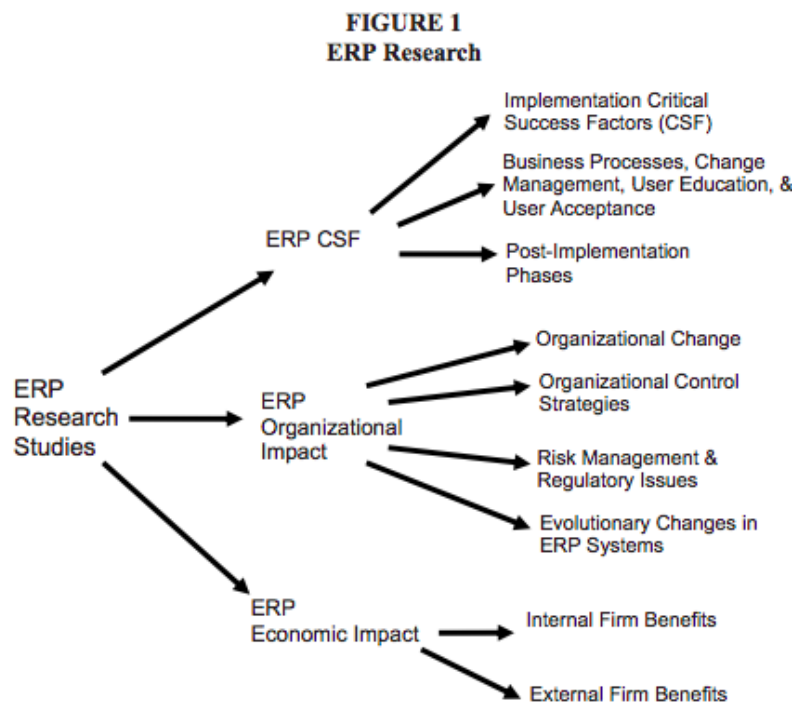 FIGURE 1
ERP Research
Implementation Critical
Success Factors (CSF)
Business Processes, Change
Management, User Education, &
User Acceptance
ERP CSF
Post-Implementation
Phases
Organizational Change
ERP
Research
Studies
ERP
Organizational
Impact
Organizational Control
Strategies
Risk Management &
Regulatory Issues
Evolutionary Changes in
ERP Systems
ERP
Economic Impact
Internal Firm Benefits
External Firm Benefits